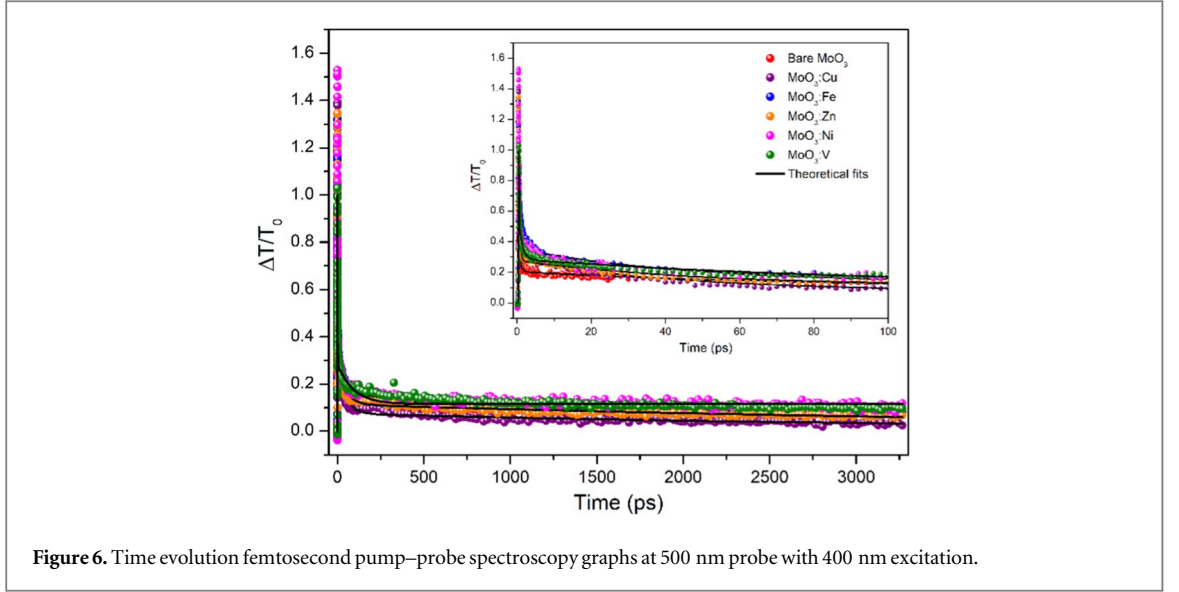 1.6
1.4
1.2
1.0
0.8
0.6
0.4
0.2
0.0
ΔT/T₀
0 500 1000 1500 2000 2500 3000
Time (ps)
1.6
1.4
1.2
1.0
0.8
0.6
0.4
0.2
0.0
ΔT/T₀
0 20 40 60 80 100
Time (ps)
Bare MoO₃
MoO₃:Cu
MoO₃:Fe
MoO₃:Zn
MoO₃:Ni
MoO₃:V
Theoretical fits
Figure 6. Time evolution femtosecond pump–probe spectroscopy graphs at 500 nm probe with 400 nm excitation.